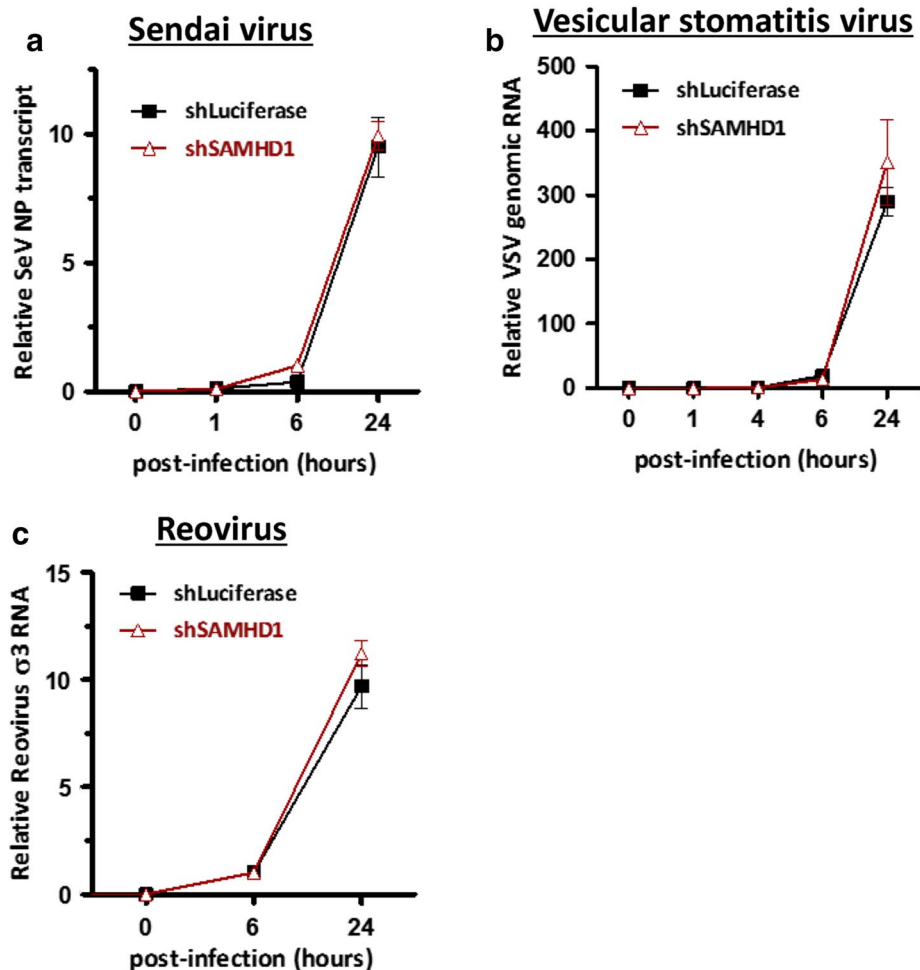 a
Sendai virus
shLuciferase
shSAMHD1
Relative SeV NP transcript
10
5
0
0 1 6 24
post-infection (hours)
b
Vesicular stomatitis virus
shLuciferase
shSAMHD1
Relative VSV genomic RNA
500
400
300
200
100
0
0 1 4 6 24
post-infection (hours)
c
Reovirus
shLuciferase
shSAMHD1
Relative Reovirus σ3 RNA
15
10
5
0
0 6 24
post-infection (hours)